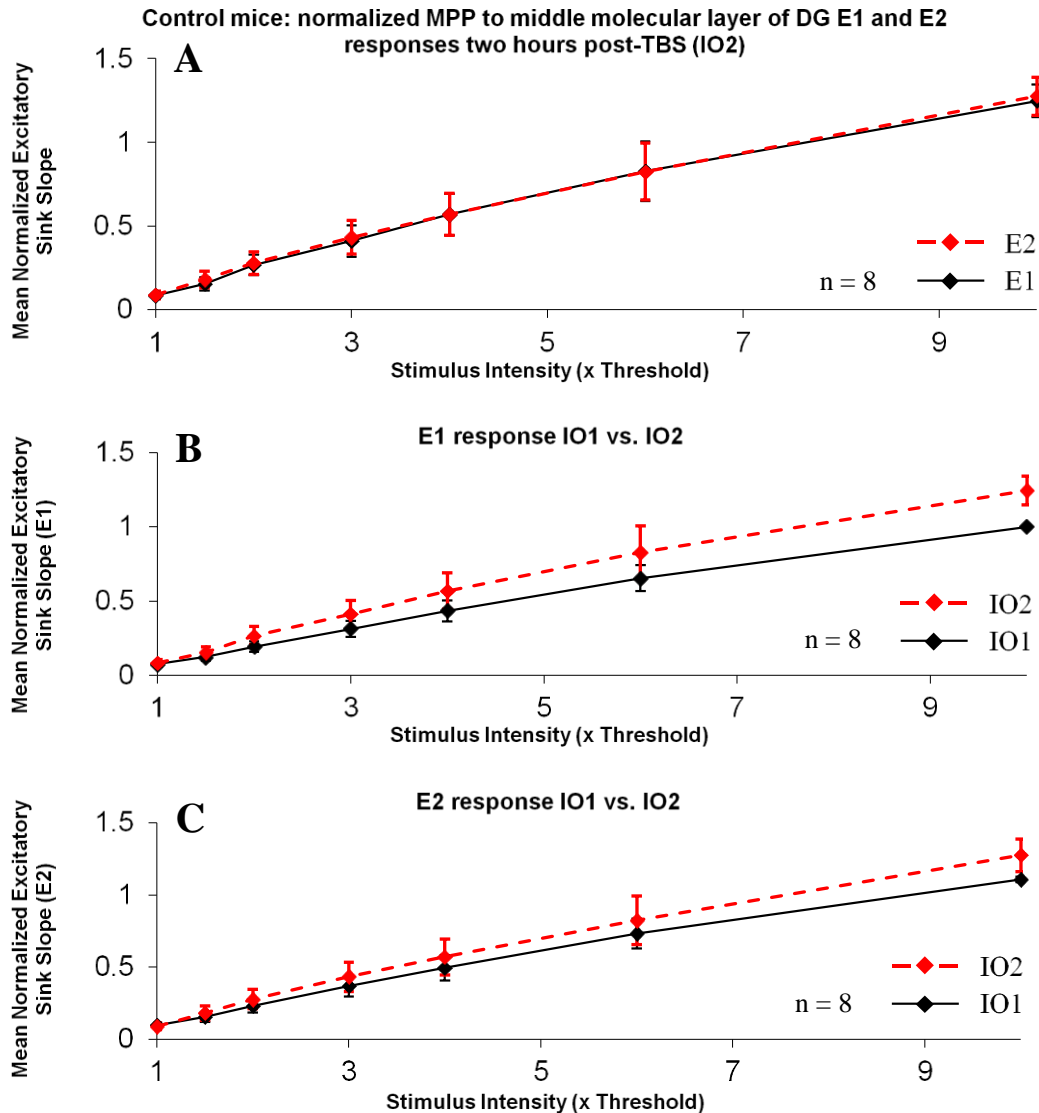 Control mice: normalized MPP to middle molecular layer of DG E1 and E2
responses two hours post-TBS (IO2)
A
Mean Normalized Excitatory
Sink Slope
1.5
1
0.5
0
E2
E1
n = 8
1 3 5 7 9
Stimulus Intensity (x Threshold)
E1 response IO1 vs. IO2
B
Mean Normalized Excitatory
Sink Slope (E1)
1.5
1
0.5
0
IO2
IO1
n = 8
1 3 5 7 9
Stimulus Intensity (x Threshold)
E2 response IO1 vs. IO2
C
Mean Normalized Excitatory
Sink Slope (E2)
1.5
1
0.5
0
IO2
IO1
n = 8
1 3 5 7 9
Stimulus Intensity (x Threshold)